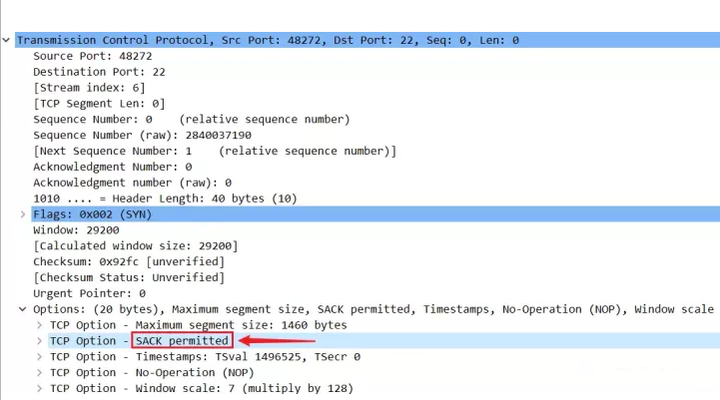 Transmission Control Protocol, Src Port: 48272, Dst Port: 22, Seq: 0, Len: 0
Source Port: 48272
Destination Port: 22
[Stream index: 6]
[TCP Segment Len: 0]
Sequence Number: 0    (relative sequence number)
Sequence Number (raw): 2840037190
[Next Sequence Number: 1    (relative sequence number)]
Acknowledgment Number: 0
Acknowledgment number (raw): 0
1010 .... = Header Length: 40 bytes (10)
Flags: 0x002 (SYN)
Window: 29200
[Calculated window size: 29200]
Checksum: 0x92fc [unverified]
[Checksum Status: Unverified]
Urgent Pointer: 0
Options: (20 bytes), Maximum segment size, SACK permitted, Timestamps, No-Operation (NOP), Window scale
TCP Option - Maximum segment size: 1460 bytes
TCP Option - SACK permitted
TCP Option - Timestamps: TSval 1496525, TSecr 0
TCP Option - No-Operation (NOP)
TCP Option - Window scale: 7 (multiply by 128)